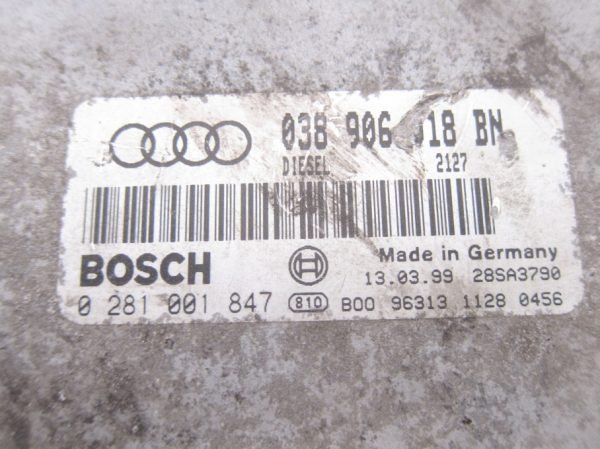 038 906 018 BN
DIESEL 2127
BOSCH Made in Germany
13.03.99 28SA3790
0 281 001 847 810 B00 96313 1128 0456